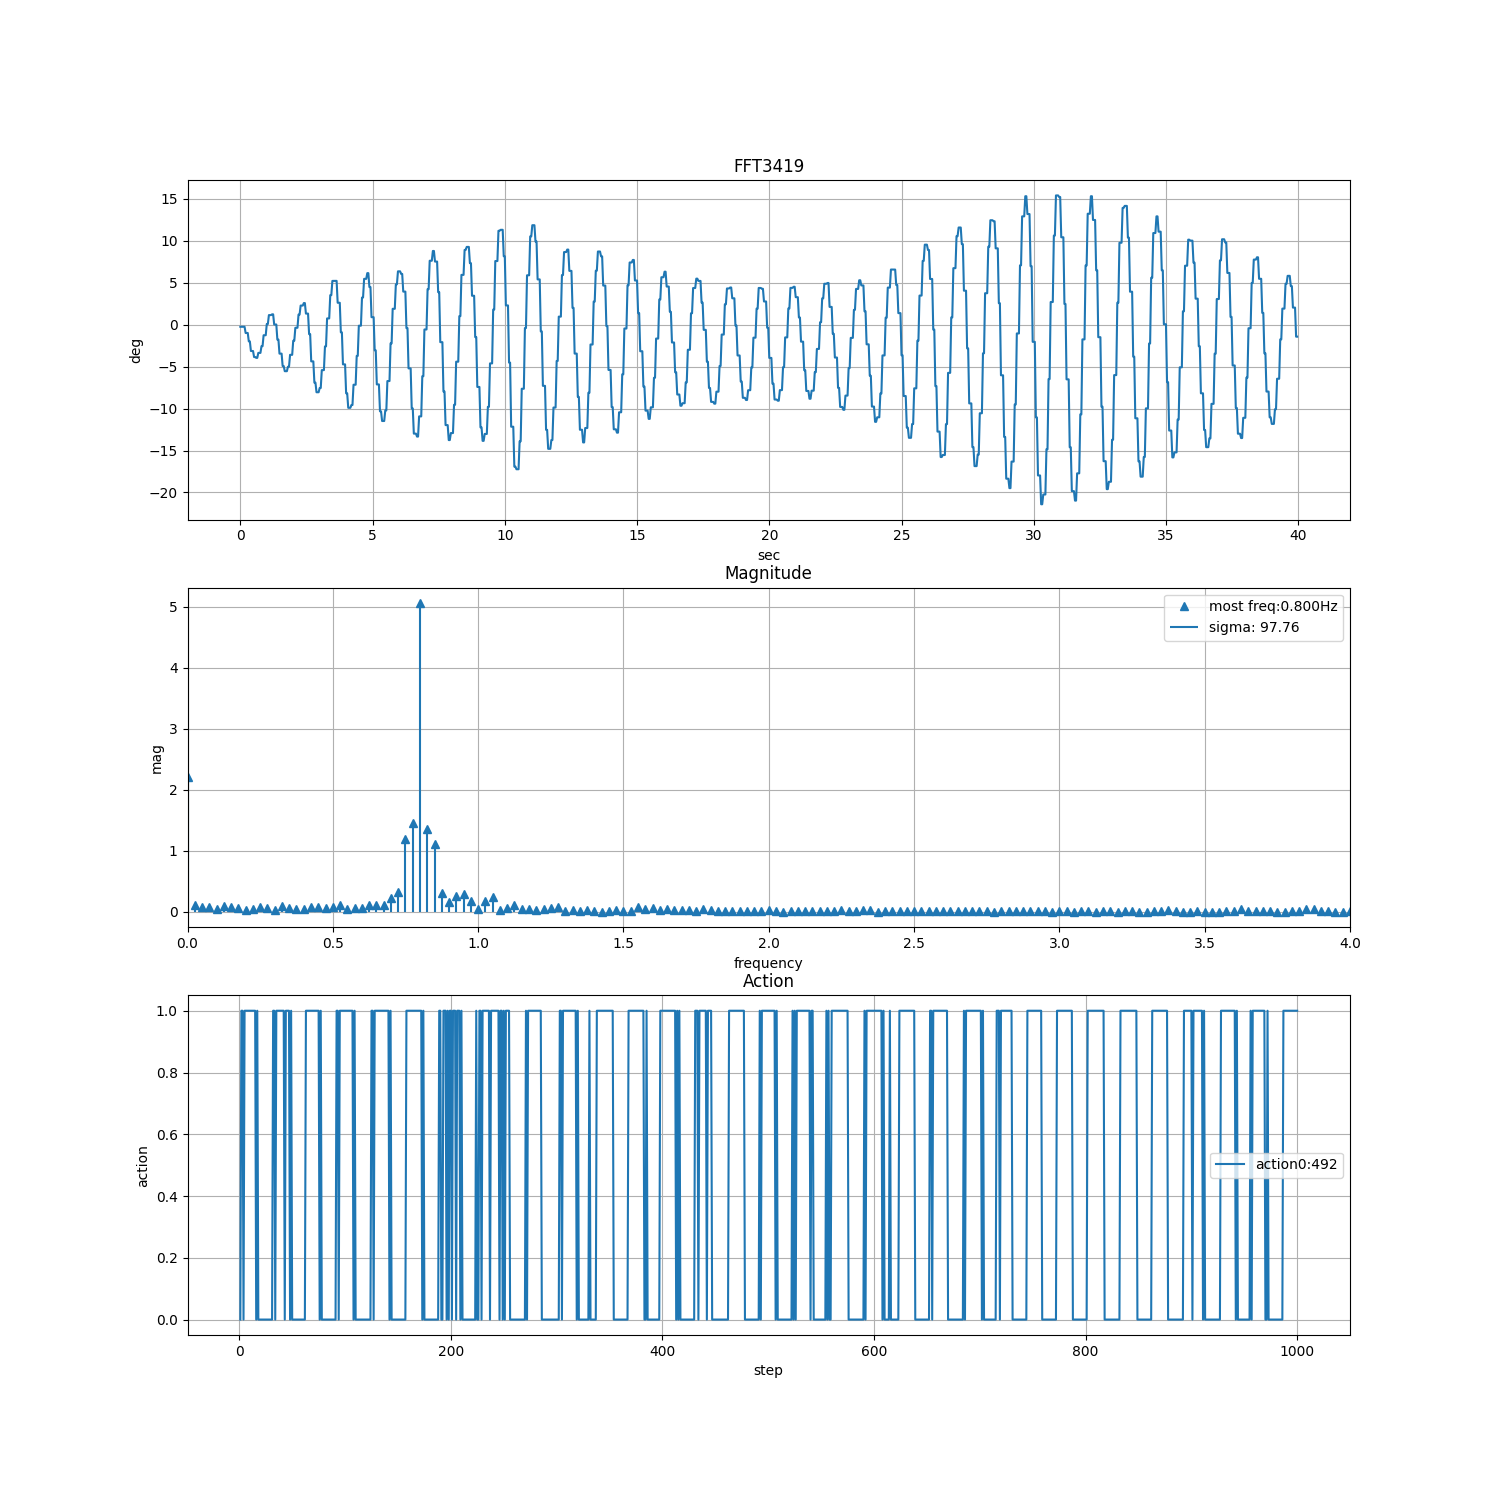 FFT3419
15
10
5
0
−5
−10
−15
−20
deg
0 5 10 15 20 25 30 35 40
sec
Magnitude
5
4
3
2
1
0
mag
most freq:0.800Hz
sigma: 97.76
0.0 0.5 1.0 1.5 2.0 2.5 3.0 3.5 4.0
frequency
Action
1.0
0.8
0.6
0.4
0.2
0.0
action
action0:492
0 200 400 600 800 1000
step